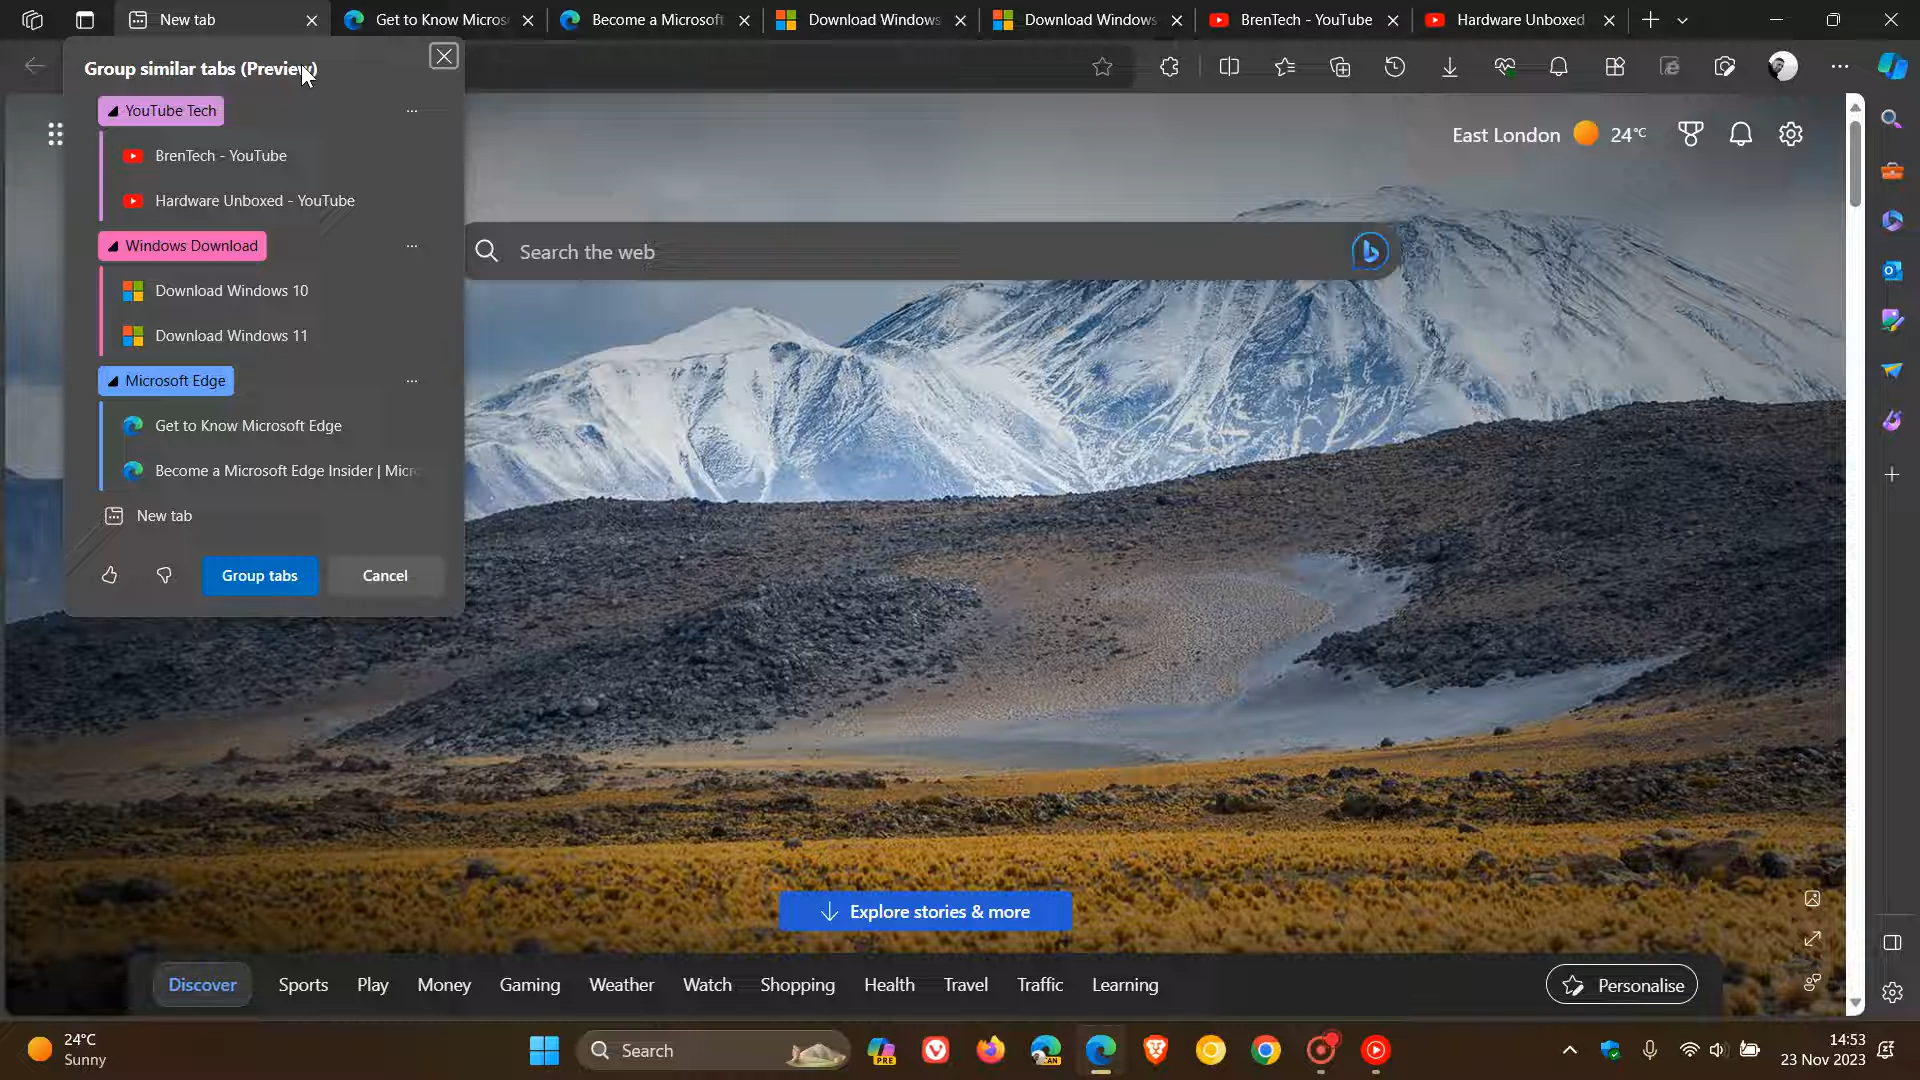 New tab
Get to Know Micros
Become a Microsoft
Download Windows
Download Windows
BrenTech - YouTube
Hardware Unboxed
Group similar tabs (Preview)
YouTube Tech
BrenTech - YouTube
Hardware Unboxed - YouTube
Windows Download
Download Windows 10
Download Windows 11
Microsoft Edge
Get to Know Microsoft Edge
Become a Microsoft Edge Insider | Micro
New tab
Group tabs
Cancel
East London
24°C
Search the web
Explore stories & more
Discover
Sports
Play
Money
Gaming
Weather
Watch
Shopping
Health
Travel
Traffic
Learning
Personalise
24°C
Sunny
Search
PRE
CAN
14:53
23 Nov 2023